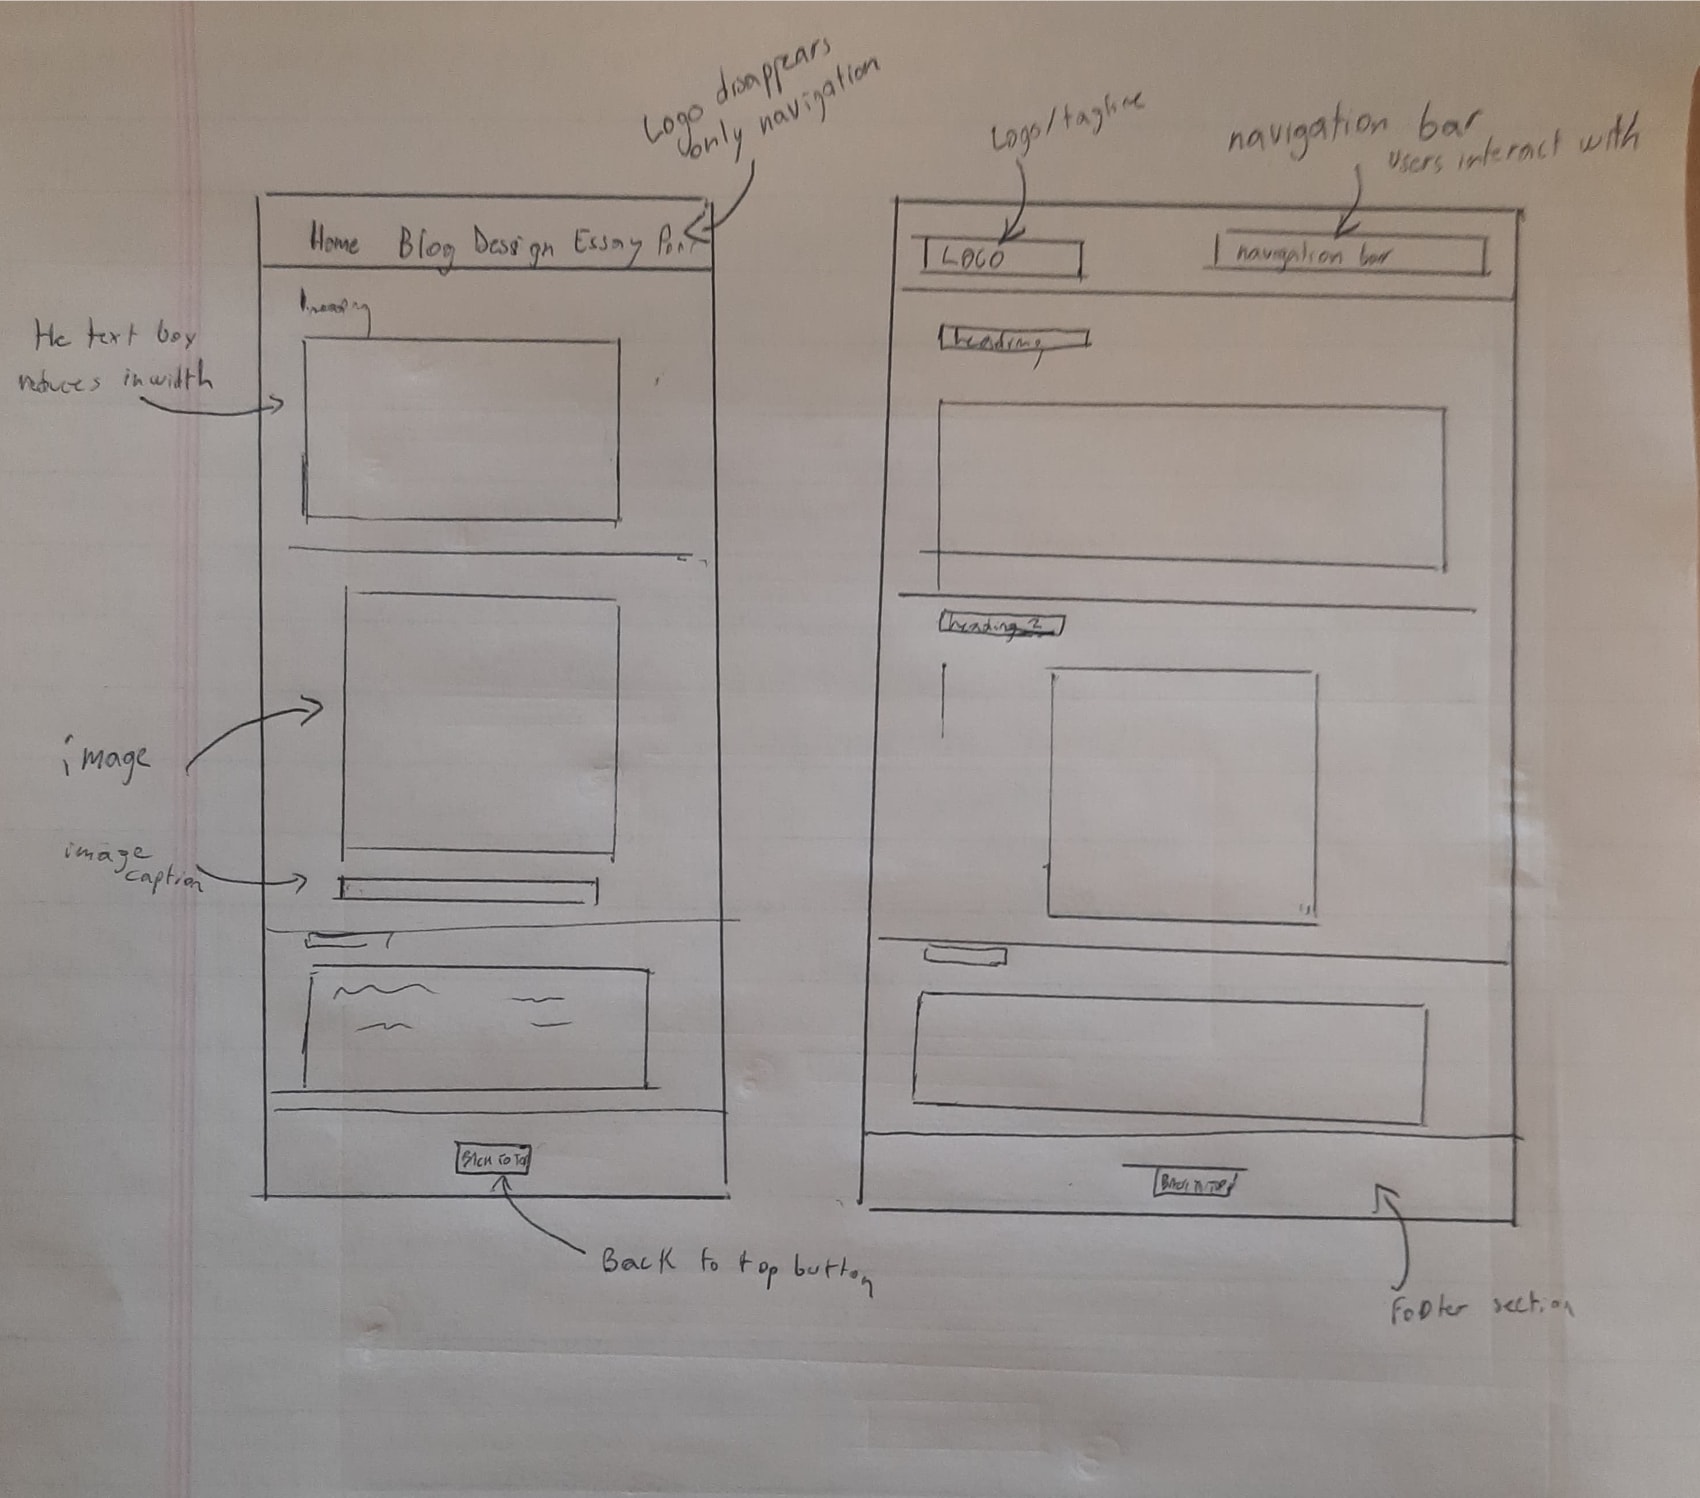 Logo disappears
only navigation
Logo/tagline
navigation bar
users interact with
Home Blog Design Essay
LOGO
navigation bar
heading
heading
The text box
reduces in width
heading 2
image
image
caption
BACK TO TOP
BACK TO TOP
Back to top button
Footer section